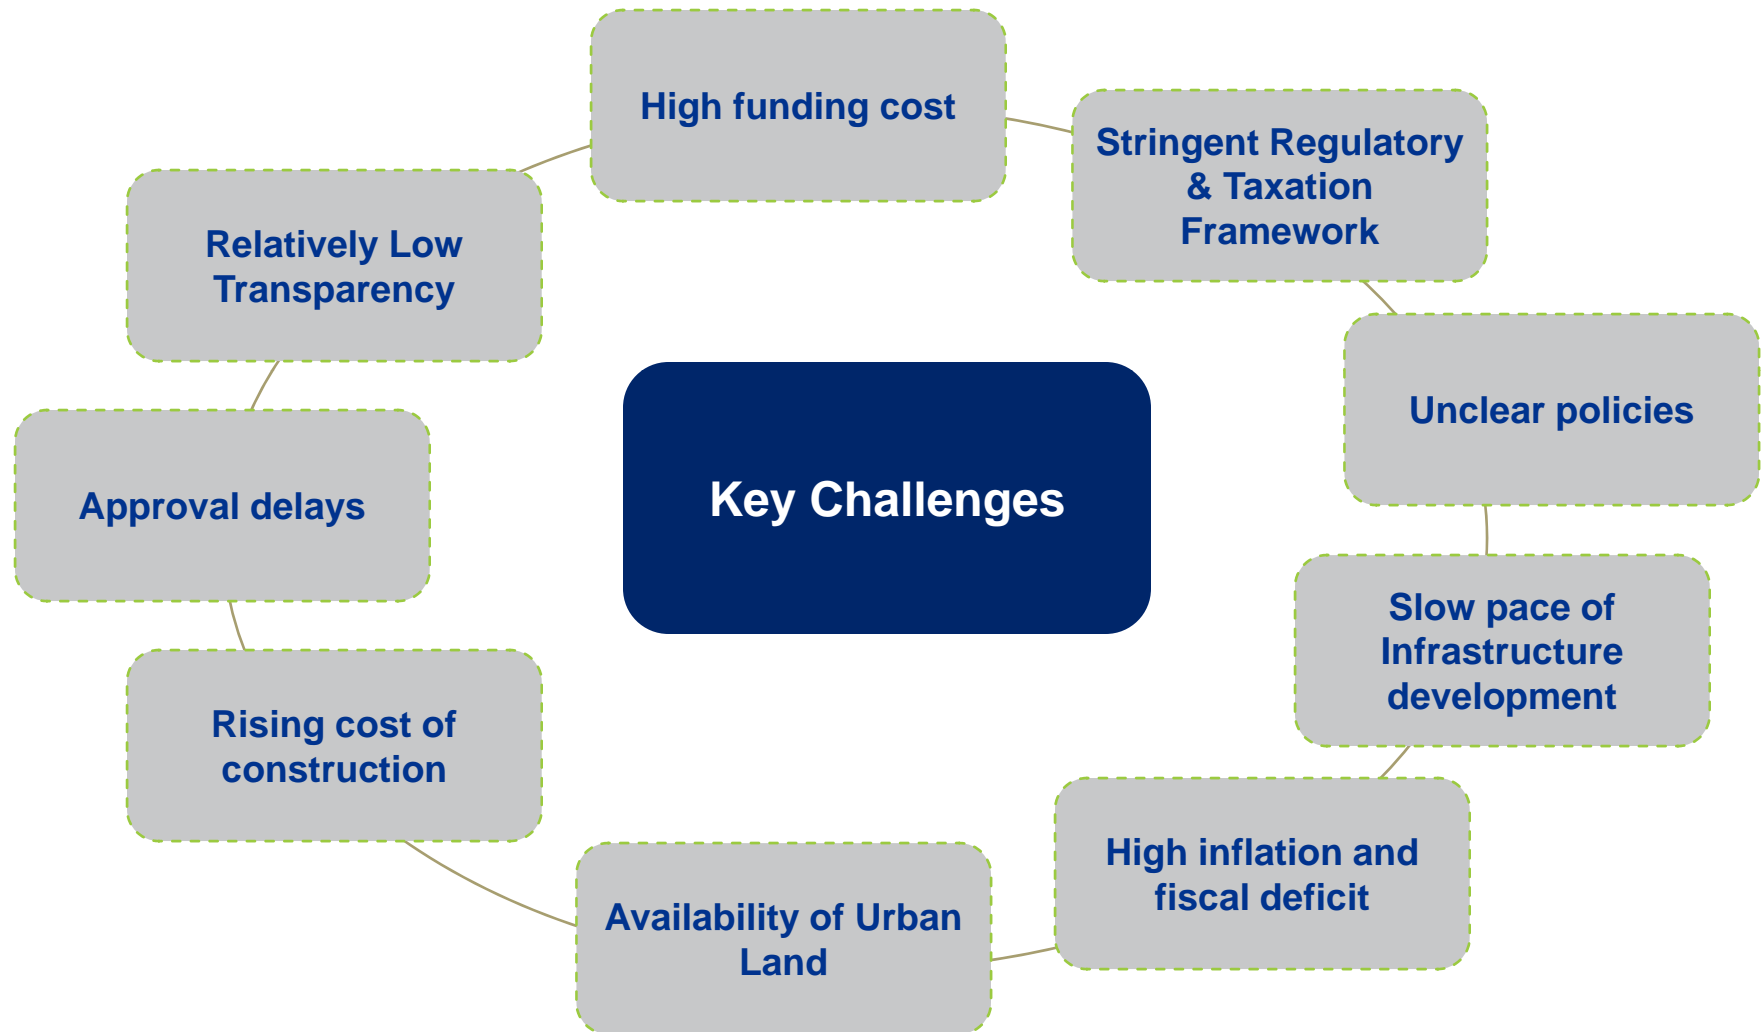 High funding cost
Stringent Regulatory
& Taxation
Framework
Relatively Low
Transparency
Unclear policies
Key Challenges
Approval delays
Slow pace of
Infrastructure
development
Rising cost of
construction
High inflation and
fiscal deficit
Availability of Urban
Land